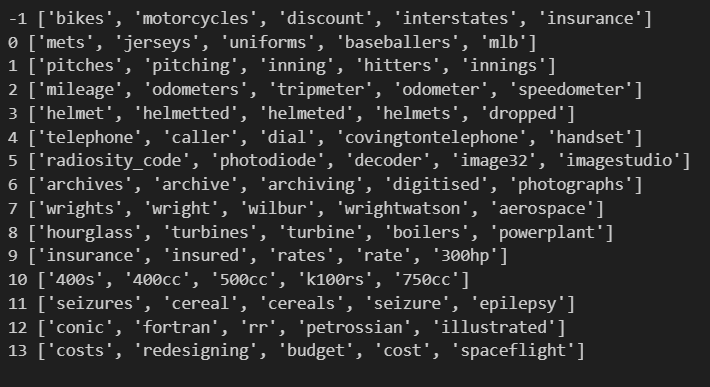 -1 ['bikes', 'motorcycles', 'discount', 'interstates', 'insurance']
0 ['mets', 'jerseys', 'uniforms', 'baseballers', 'mlb']
1 ['pitches', 'pitching', 'inning', 'hitters', 'innings']
2 ['mileage', 'odometers', 'tripmeter', 'odometer', 'speedometer']
3 ['helmet', 'helmetted', 'helmeted', 'helmets', 'dropped']
4 ['telephone', 'caller', 'dial', 'covingtontelephone', 'handset']
5 ['radiosity_code', 'photodiode', 'decoder', 'image32', 'imagestudio']
6 ['archives', 'archive', 'archiving', 'digitised', 'photographs']
7 ['wrights', 'wright', 'wilbur', 'wrightwatson', 'aerospace']
8 ['hourglass', 'turbines', 'turbine', 'boilers', 'powerplant']
9 ['insurance', 'insured', 'rates', 'rate', '300hp']
10 ['400s', '400cc', '500cc', 'k100rs', '750cc']
11 ['seizures', 'cereal', 'cereals', 'seizure', 'epilepsy']
12 ['conic', 'fortran', 'rr', 'petrossian', 'illustrated']
13 ['costs', 'redesigning', 'budget', 'cost', 'spaceflight']